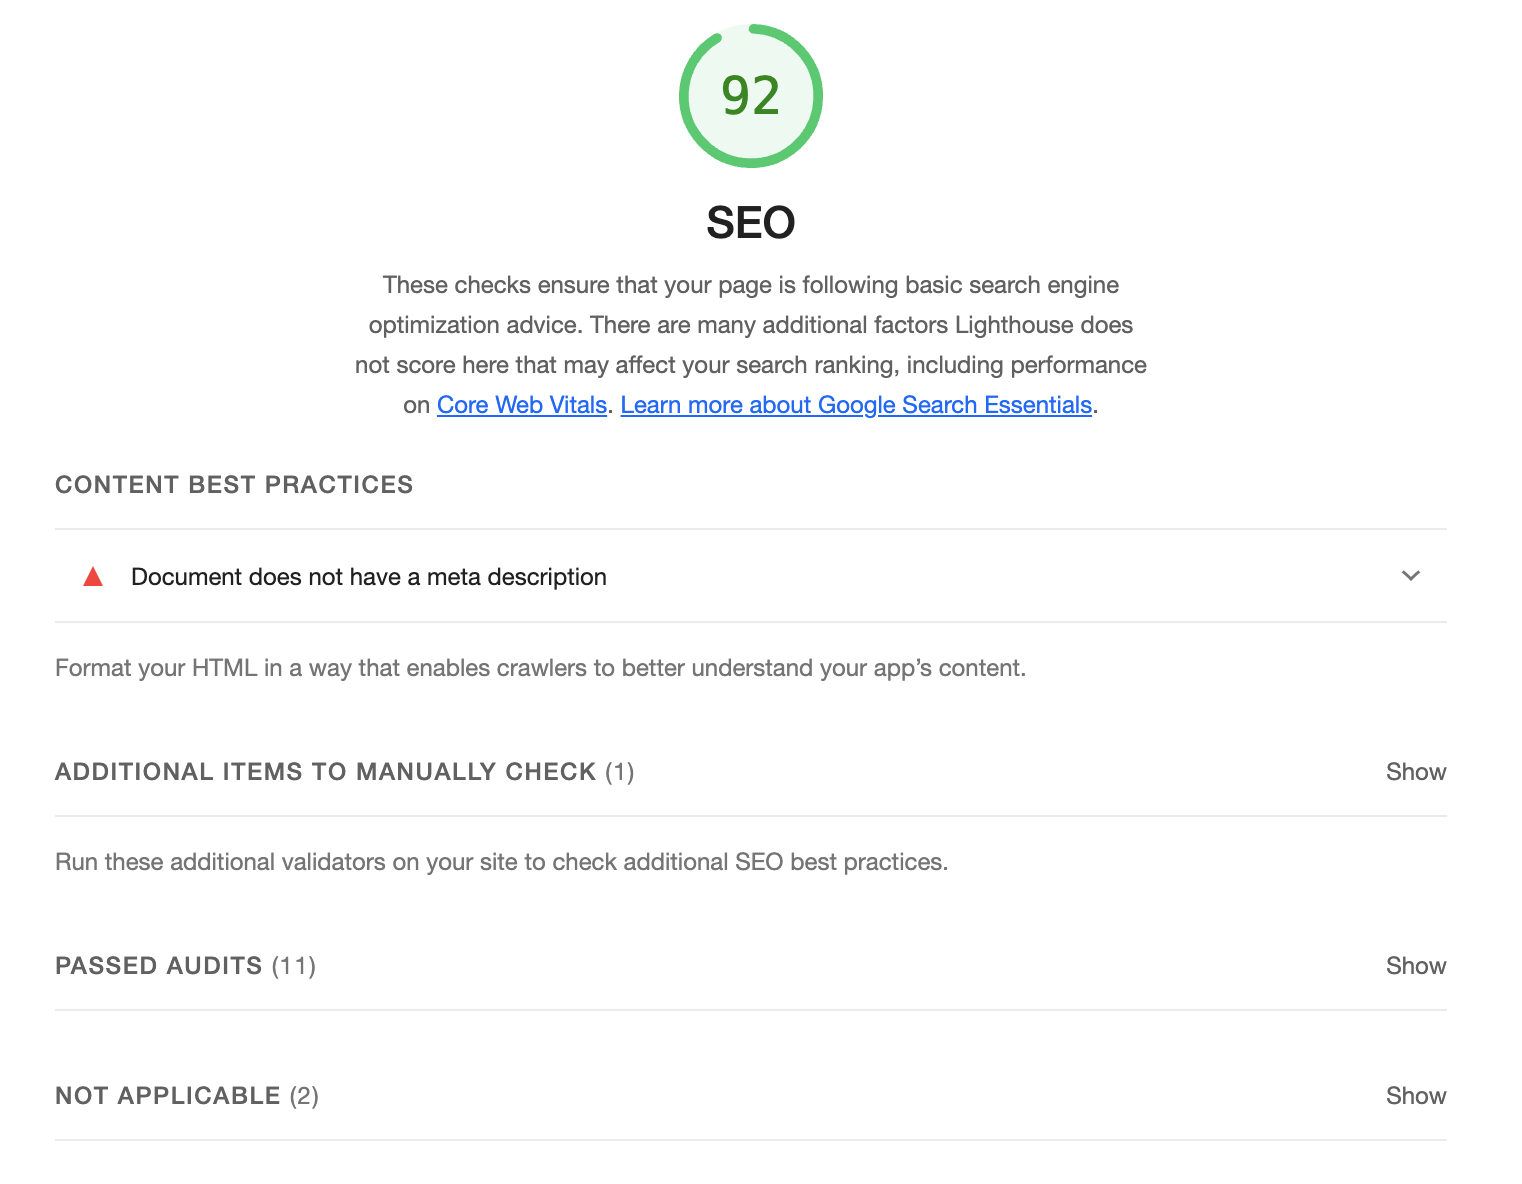 92
SEO
These checks ensure that your page is following basic search engine
optimization advice. There are many additional factors Lighthouse does
not score here that may affect your search ranking, including performance
on Core Web Vitals. Learn more about Google Search Essentials.
CONTENT BEST PRACTICES
Document does not have a meta description
Format your HTML in a way that enables crawlers to better understand your app’s content.
ADDITIONAL ITEMS TO MANUALLY CHECK (1) Show
Run these additional validators on your site to check additional SEO best practices.
PASSED AUDITS (11) Show
NOT APPLICABLE (2) Show